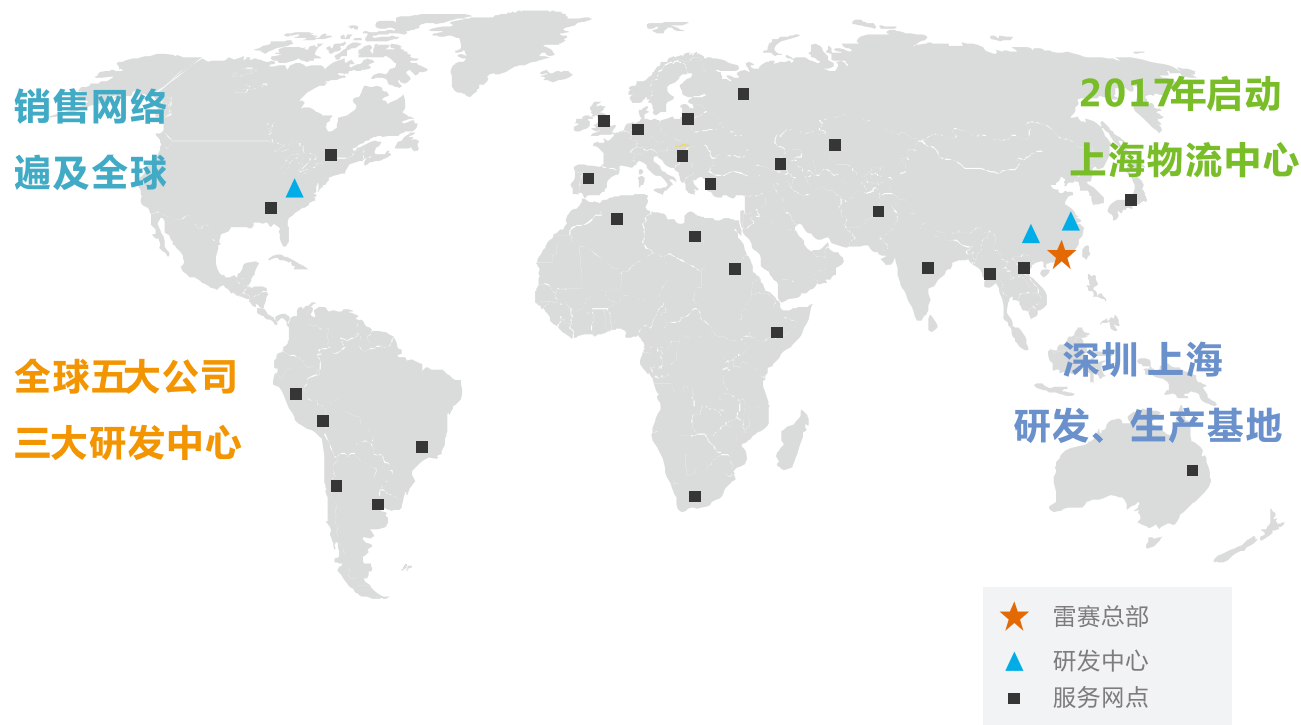 销售网络
遍及全球
2017年启动
上海物流中心
全球五大公司
三大研发中心
深圳 上海
研发、生产基地
雷赛总部
研发中心
服务网点